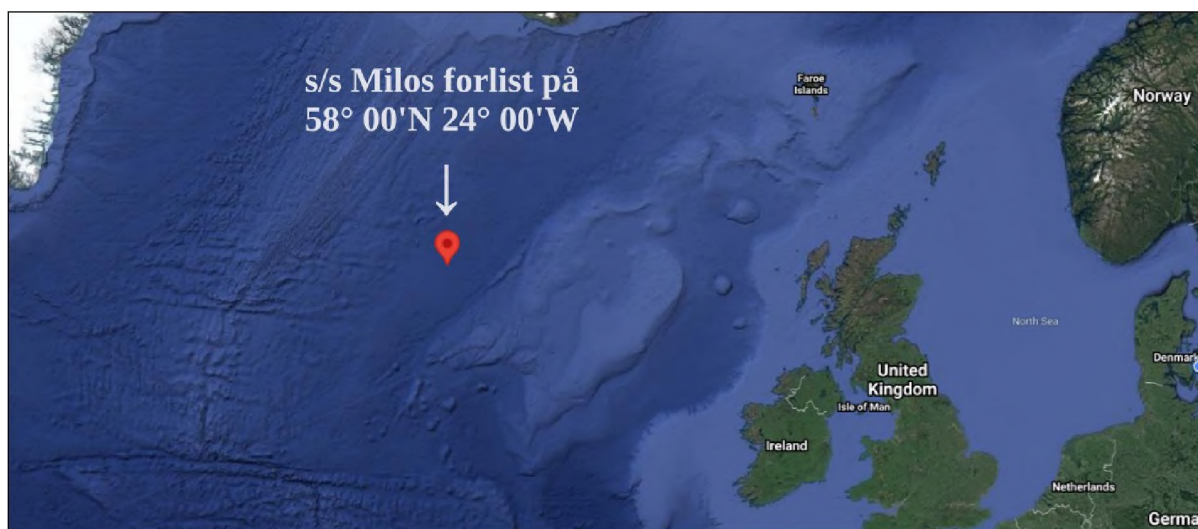 s/s Milos forlist på
58° 00'N 24° 00'W
Faroe
Islands
Norway
North Sea
Denmark
United
Kingdom
Isle of Man
Ireland
Netherlands
Germa